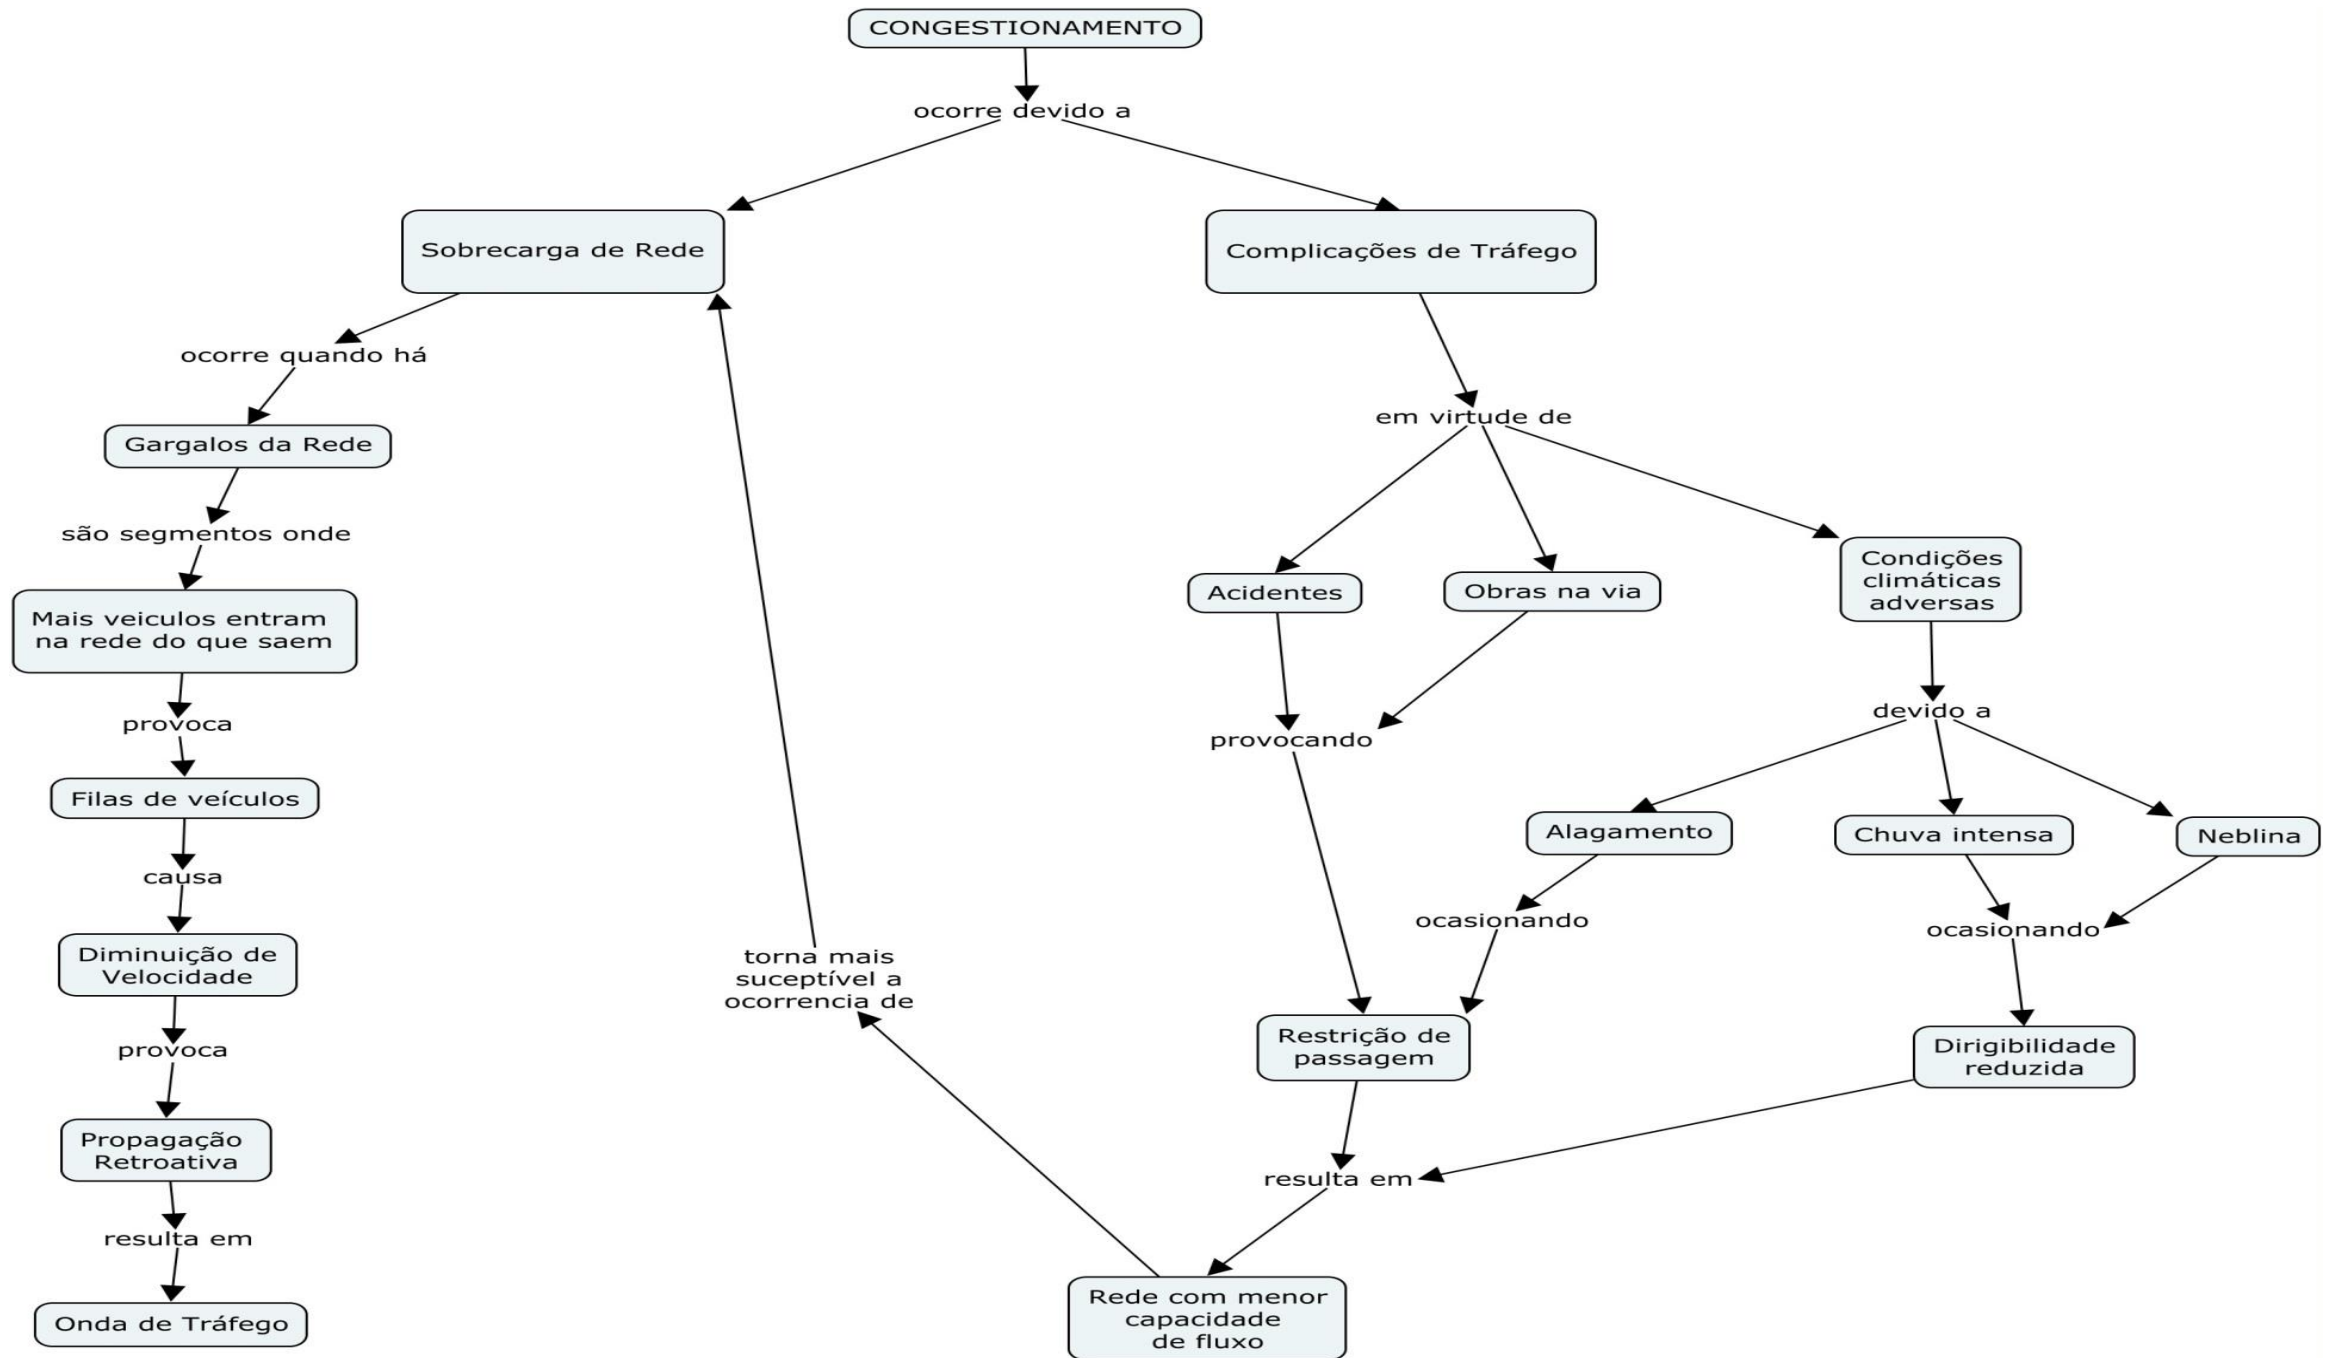 CONGESTIONAMENTO
ocorre devido a
Sobrecarga de Rede
Complicações de Tráfego
ocorre quando há
em virtude de
Gargalos da Rede
são segmentos onde
Mais veiculos entram
na rede do que saem
Acidentes
Obras na via
Condições
climáticas
adversas
provoca
provocando
devido a
Filas de veículos
Alagamento
Chuva intensa
Neblina
causa
ocasionando
ocasionando
Diminuição de
Velocidade
torna mais
suceptível a
ocorrencia de
Restrição de
passagem
Dirigibilidade
reduzida
provoca
Propagação
Retroativa
resulta em
resulta em
Onda de Tráfego
Rede com menor
capacidade
de fluxo